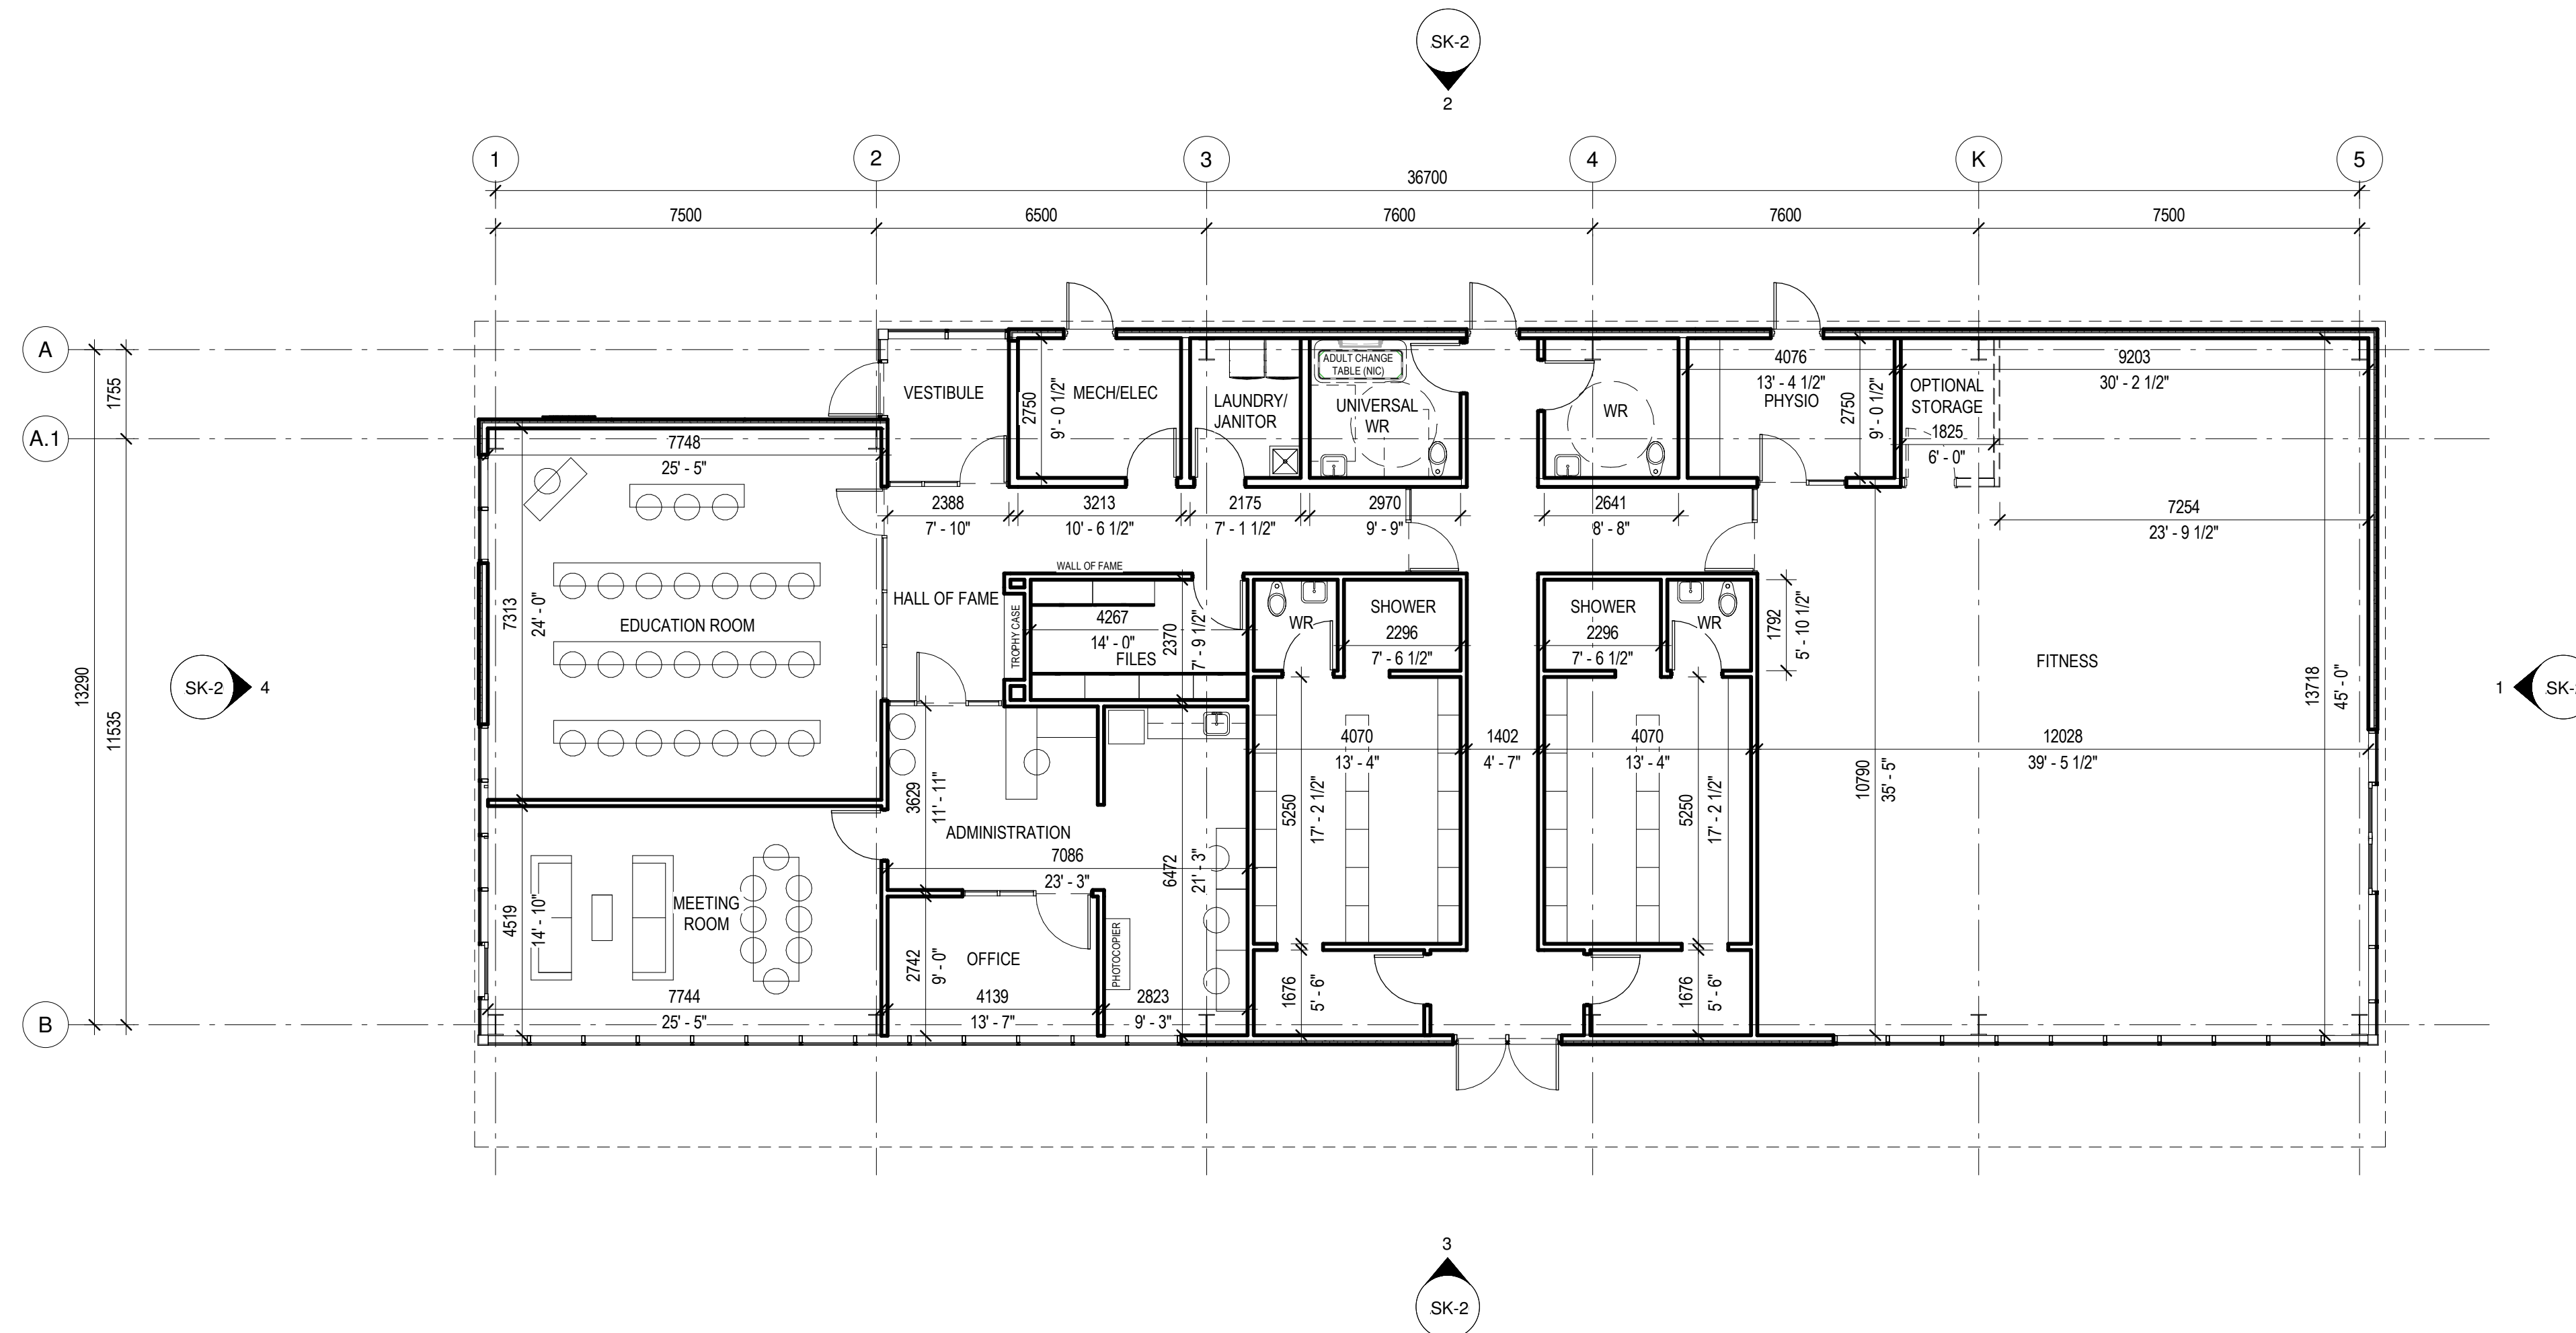 SK-2
2
1
2
3
4
K
5
36700
7500
6500
7600
7600
7500
A
A.1
B
1755
13290
11535
SK-2
4
1
VESTIBULE
2750
9' - 0 1/2"
MECH/ELEC
LAUNDRY/
JANITOR
ADULT CHANGE
TABLE (NIC)
UNIVERSAL
WR
WR
4076
13' - 4 1/2"
PHYSIO
2750
9' - 0 1/2"
OPTIONAL
STORAGE
1825
6' - 0"
9203
30' - 2 1/2"
7748
25' - 5"
2388
7' - 10"
3213
10' - 6 1/2"
2175
7' - 1 1/2"
2970
9' - 9"
2641
8' - 8"
7254
23' - 9 1/2"
7313
24' - 0"
EDUCATION ROOM
HALL OF FAME
WALL OF FAME
TROPHY CASE
4267
14' - 0"
FILES
2370
7' - 9 1/2"
WR
SHOWER
2296
7' - 6 1/2"
SHOWER
2296
7' - 6 1/2"
WR
1792
5' - 10 1/2"
FITNESS
13718
45' - 0"
3629
11' - 11"
ADMINISTRATION
7086
23' - 3"
6472
21' - 3"
4070
13' - 4"
1402
4' - 7"
4070
13' - 4"
12028
39' - 5 1/2"
5250
17' - 2 1/2"
5250
17' - 2 1/2"
10790
35' - 5"
4519
14' - 10"
MEETING
ROOM
7744
25' - 5"
2742
9' - 0"
OFFICE
4139
13' - 7"
PHOTOCOPIER
2823
9' - 3"
1676
5' - 6"
1676
5' - 6"
3
SK-2